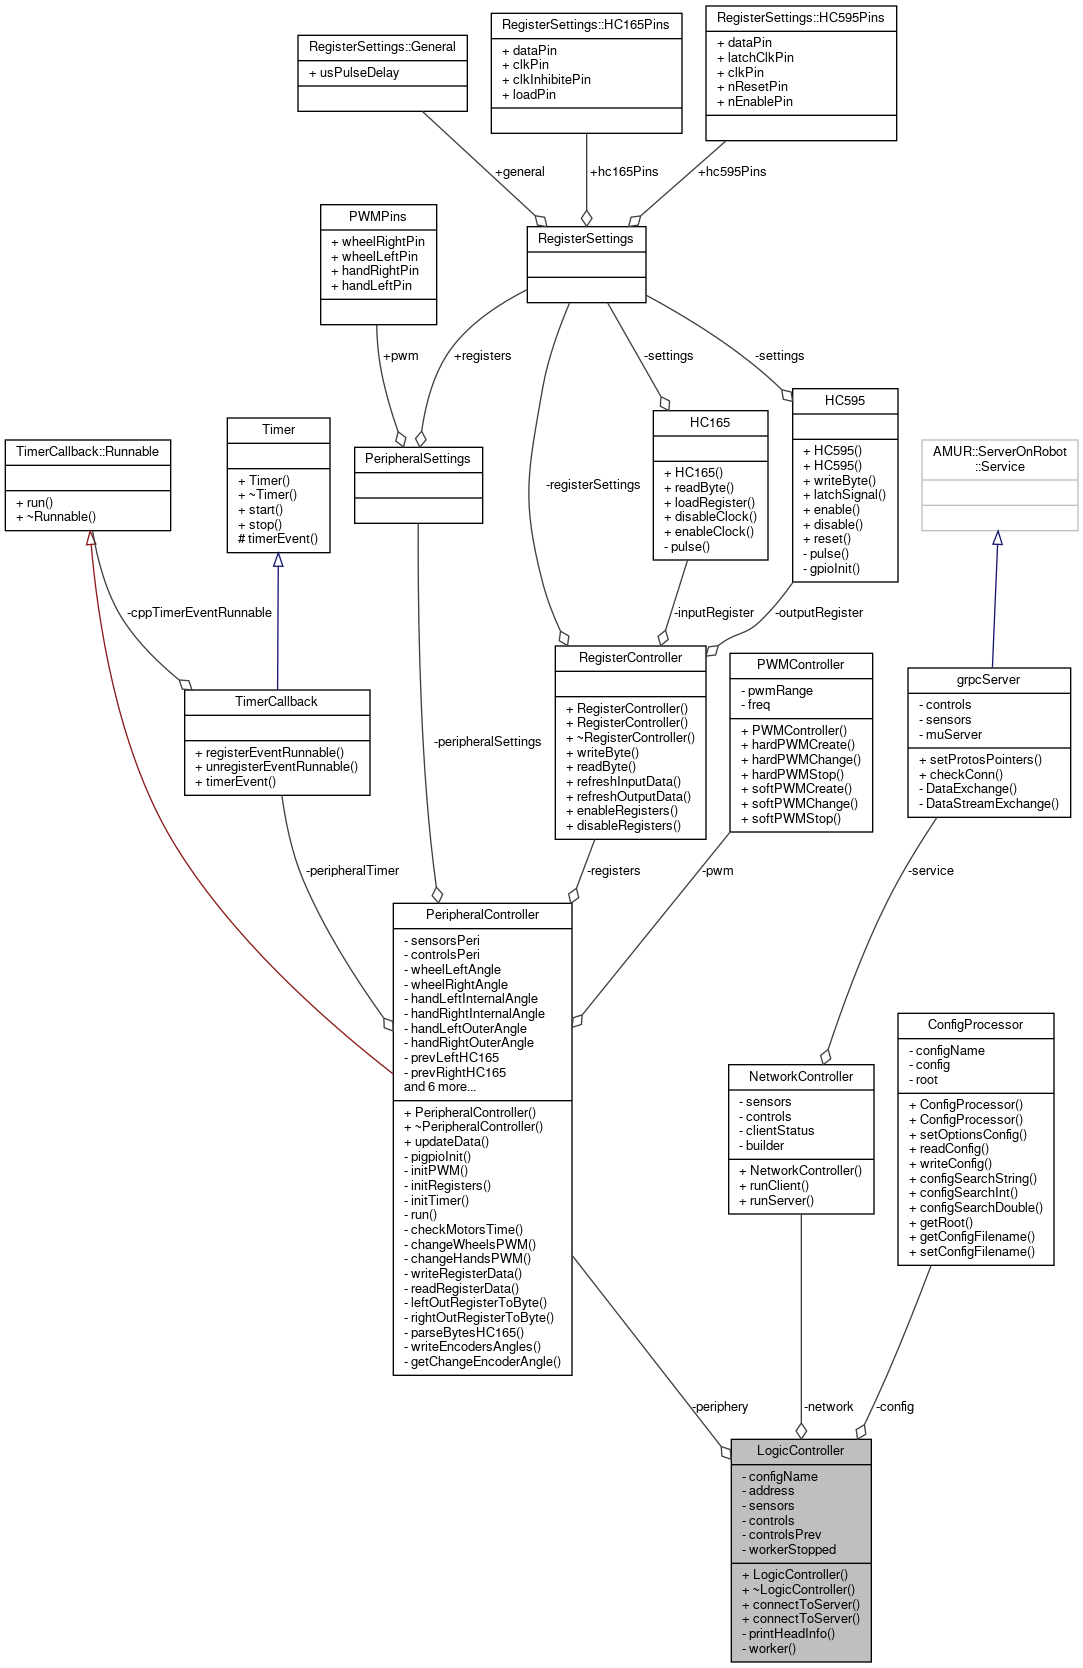 RegisterSettings::General
+ usPulseDelay
RegisterSettings::HC165Pins
+ dataPin
+ clkPin
+ clkInhibitePin
+ loadPin
RegisterSettings::HC595Pins
+ dataPin
+ latchClkPin
+ clkPin
+ nResetPin
+ nEnablePin
+general
+hc165Pins
+hc595Pins
PWMPins
+ wheelRightPin
+ wheelLeftPin
+ handRightPin
+ handLeftPin
RegisterSettings
+pwm
+registers
-settings
-settings
TimerCallback::Runnable
+ run()
+ ~Runnable()
Timer
+ Timer()
+ ~Timer()
+ start()
+ stop()
# timerEvent()
PeripheralSettings
-registerSettings
HC165
+ HC165()
+ readByte()
+ loadRegister()
+ disableClock()
+ enableClock()
- pulse()
HC595
+ HC595()
+ HC595()
+ writeByte()
+ latchSignal()
+ enable()
+ disable()
+ reset()
- pulse()
- gpioInit()
AMUR::ServerOnRobot
::Service
-cppTimerEventRunnable
-inputRegister
-outputRegister
TimerCallback
+ registerEventRunnable()
+ unregisterEventRunnable()
+ timerEvent()
-peripheralSettings
RegisterController
+ RegisterController()
+ RegisterController()
+ ~RegisterController()
+ writeByte()
+ readByte()
+ refreshInputData()
+ refreshOutputData()
+ enableRegisters()
+ disableRegisters()
PWMController
- pwmRange
- freq
+ PWMController()
+ hardPWMCreate()
+ hardPWMChange()
+ hardPWMStop()
+ softPWMCreate()
+ softPWMChange()
+ softPWMStop()
grpcServer
- controls
- sensors
- muServer
+ setProtosPointers()
+ checkConn()
- DataExchange()
- DataStreamExchange()
-peripheralTimer
-registers
-pwm
-service
PeripheralController
- sensorsPeri
- controlsPeri
- wheelLeftAngle
- wheelRightAngle
- handLeftInternalAngle
- handRightInternalAngle
- handLeftOuterAngle
- handRightOuterAngle
- prevLeftHC165
- prevRightHC165
and 6 more...
+ PeripheralController()
+ ~PeripheralController()
+ updateData()
- pigpioInit()
- initPWM()
- initRegisters()
- initTimer()
- run()
- checkMotorsTime()
- changeWheelsPWM()
- changeHandsPWM()
- writeRegisterData()
- readRegisterData()
- leftOutRegisterToByte()
- rightOutRegisterToByte()
- parseBytesHC165()
- writeEncodersAngles()
- getChangeEncoderAngle()
NetworkController
- sensors
- controls
- clientStatus
- builder
+ NetworkController()
+ runClient()
+ runServer()
ConfigProcessor
- configName
- config
- root
+ ConfigProcessor()
+ ConfigProcessor()
+ setOptionsConfig()
+ readConfig()
+ writeConfig()
+ configSearchString()
+ configSearchInt()
+ configSearchDouble()
+ getRoot()
+ getConfigFilename()
+ setConfigFilename()
-periphery
-network
-config
LogicController
- configName
- address
- sensors
- controls
- controlsPrev
- workerStopped
+ LogicController()
+ ~LogicController()
+ connectToServer()
+ connectToServer()
- printHeadInfo()
- worker()